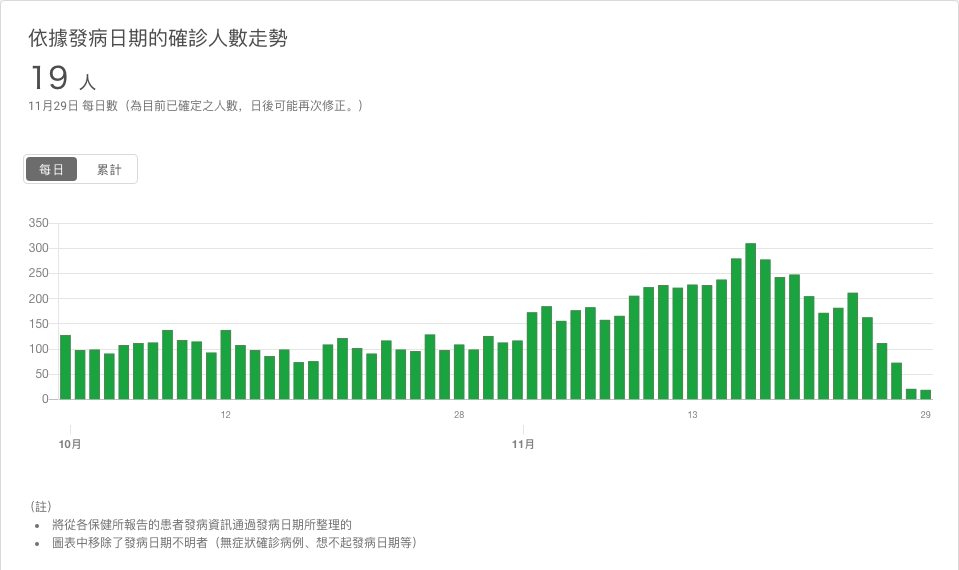 依據發病日期的確診人數走勢
19 人
11月29日 每日數（為目前已確定之人數，日後可能再次修正。）
每日 累計
350
300
250
200
150
100
50
0
12 28 13 29
10月 11月
（註）
• 將從各保健所報告的患者發病資訊通過發病日期所整理的
• 圖表中移除了發病日期不明者（無症狀確診病例、想不起發病日期等）